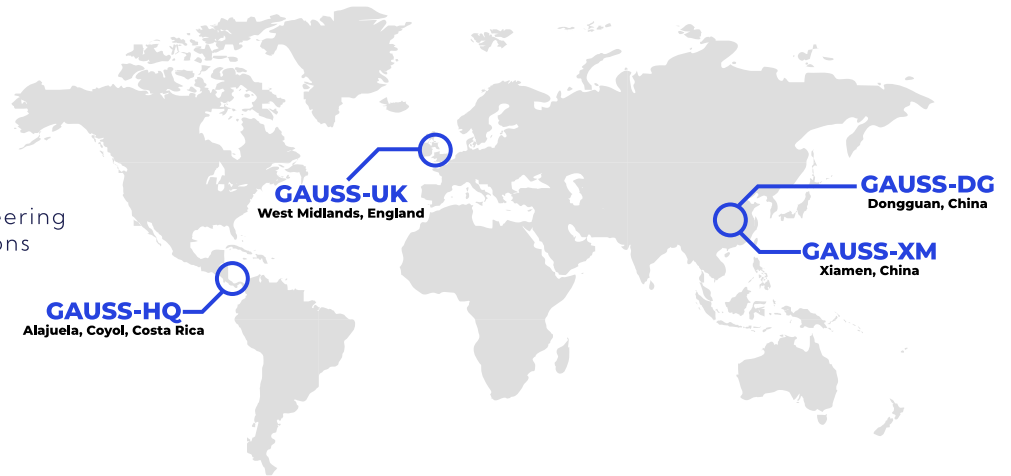 GAUSS-UK
West Midlands, England
GAUSS-DG
Dongguan, China
GAUSS-XM
Xiamen, China
GAUSS-HQ
Alajuela, Coyol, Costa Rica